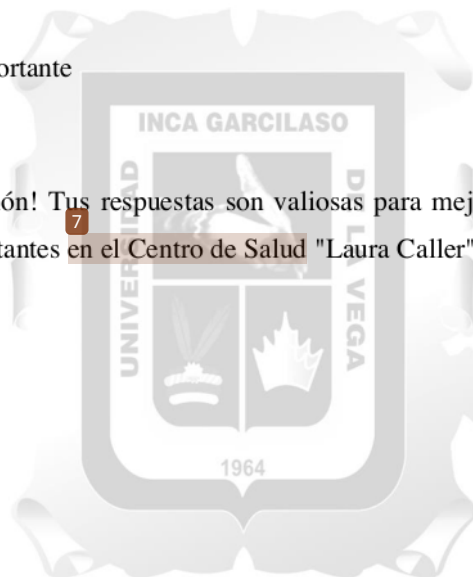 ortante
INCA GARCILASO
UNIVERSIDAD
DE LA VEGA
ón! Tus respuestas son valiosas para mej
7
tantes en el Centro de Salud "Laura Caller"
1964